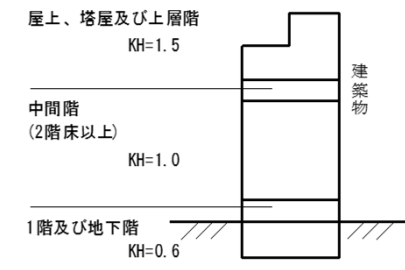 屋上、塔屋及び上層階
KH=1.5
建築物
中間階
(2階床以上)
KH=1.0
1階及び地下階
KH=0.6